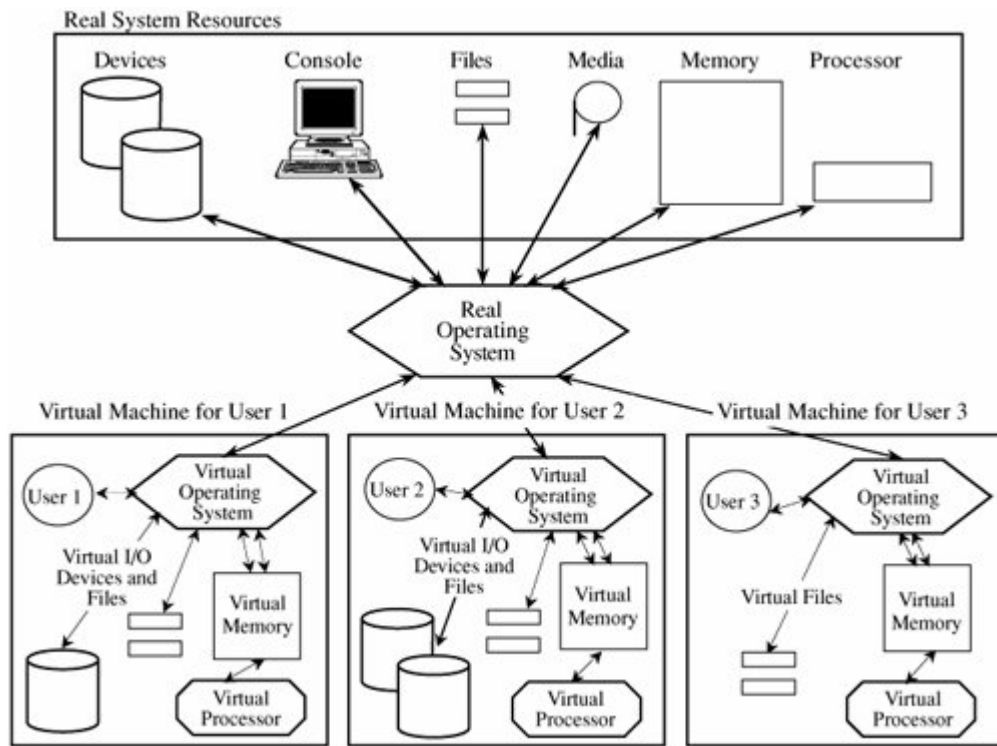 Real System Resources
Devices Console Files Media Memory Processor
Real
Operating
System
Virtual Machine for User 1 Virtual Machine for User 2 Virtual Machine for User 3
User 1
Virtual
Operating
System
Virtual I/O
Devices and
Files
Virtual
Memory
Virtual
Processor
User 2
Virtual
Operating
System
Virtual I/O
Devices and
Files
Virtual
Memory
Virtual
Processor
User 3
Virtual
Operating
System
Virtual Files
Virtual
Memory
Virtual
Processor